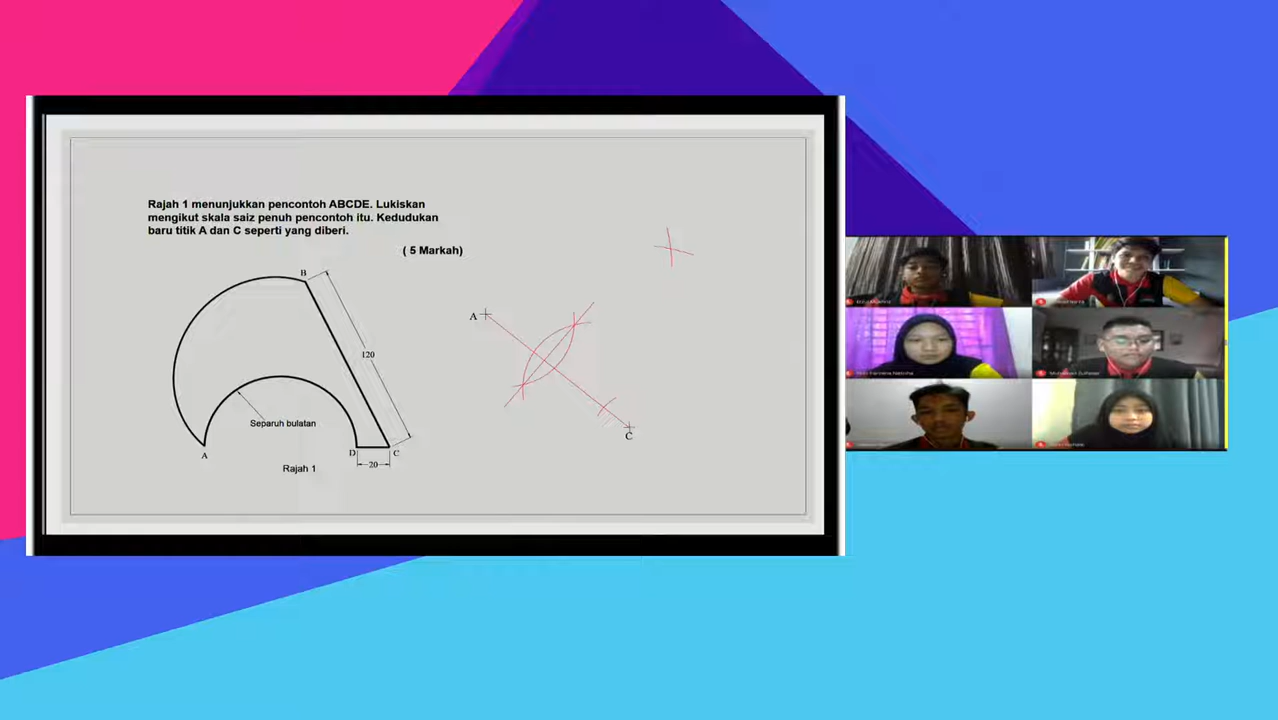 Rajah 1 menunjukkan pencontoh ABCDE. Lukiskan
mengikut skala saiz penuh pencontoh itu. Kedudukan
baru titik A dan C seperti yang diberi.
( 5 Markah)
B
120
Separuh bulatan
A
D
C
20
Rajah 1
A
C